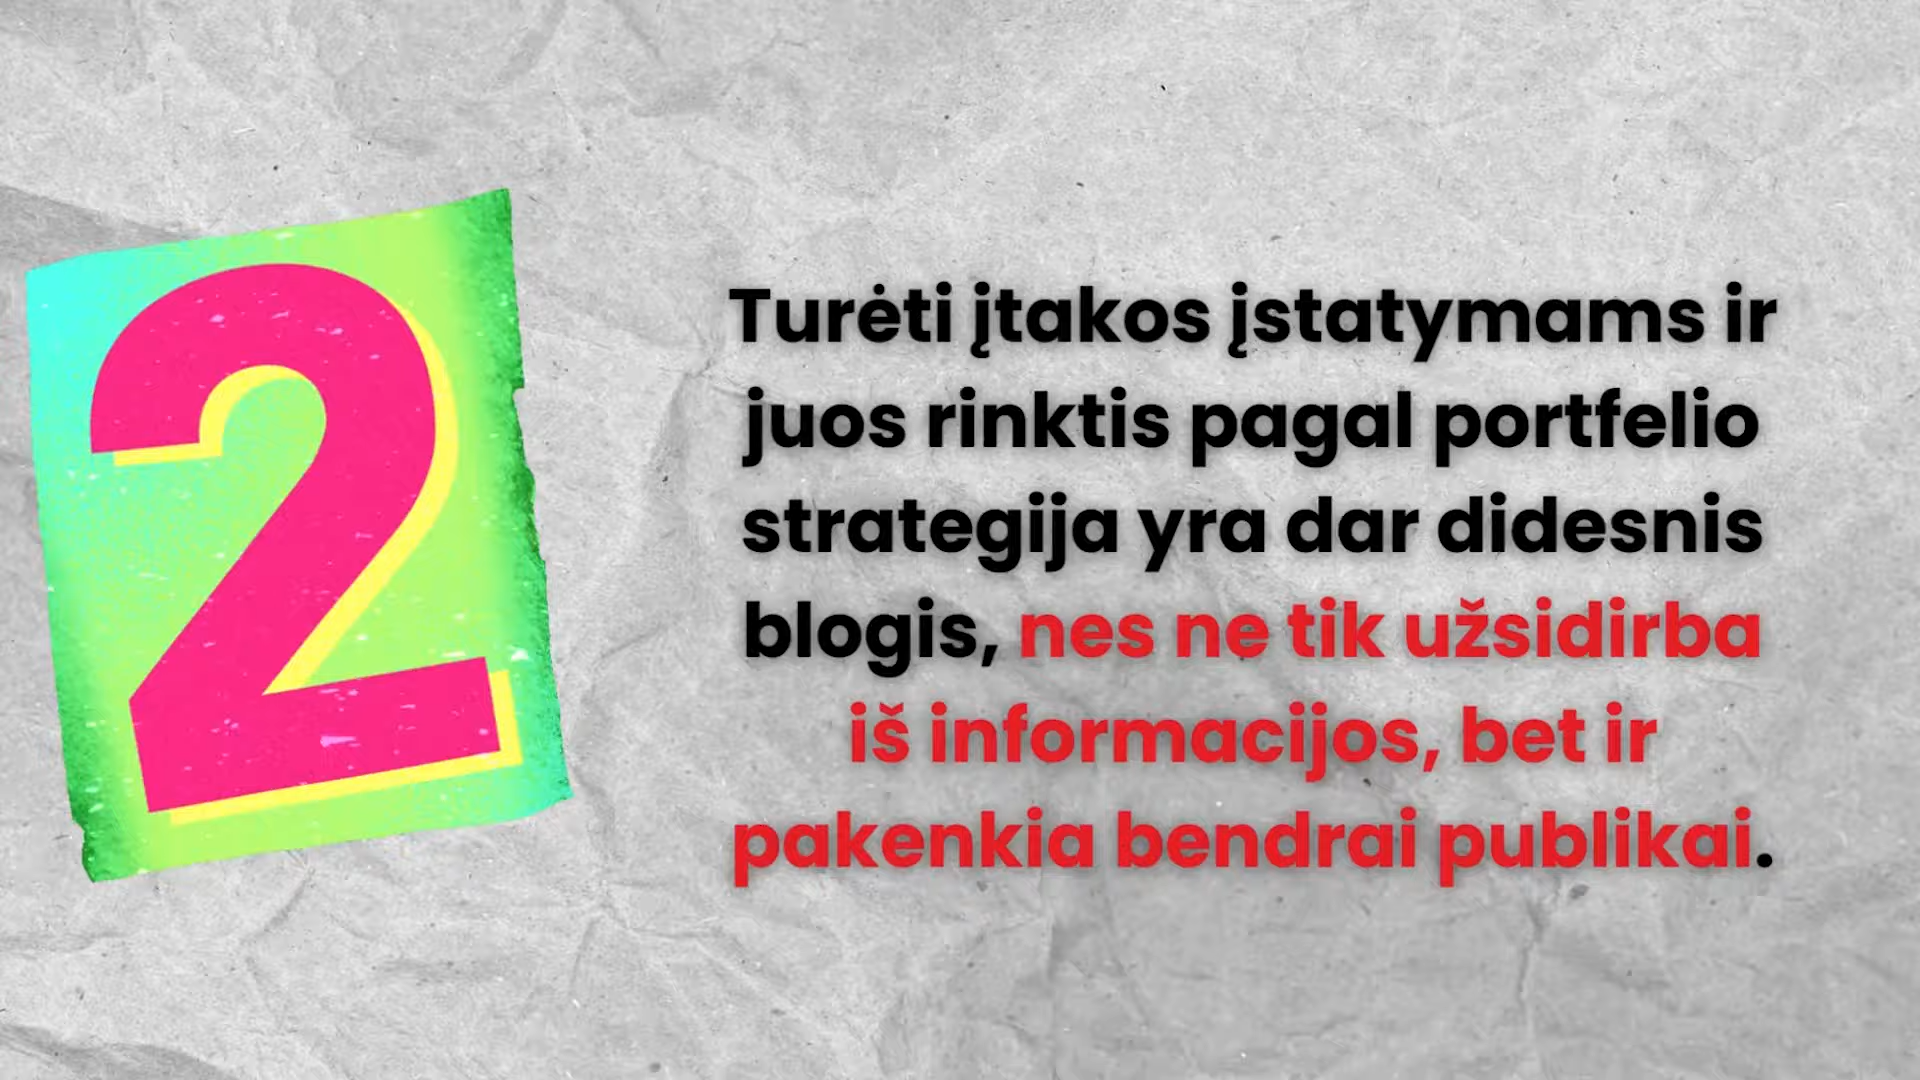 2
Turėti įtakos įstatymams ir
juos rinktis pagal portfelio
strategija yra dar didesnis
blogis, nes ne tik užsidirba
iš informacijos, bet ir
pakenkia bendrai publikai.